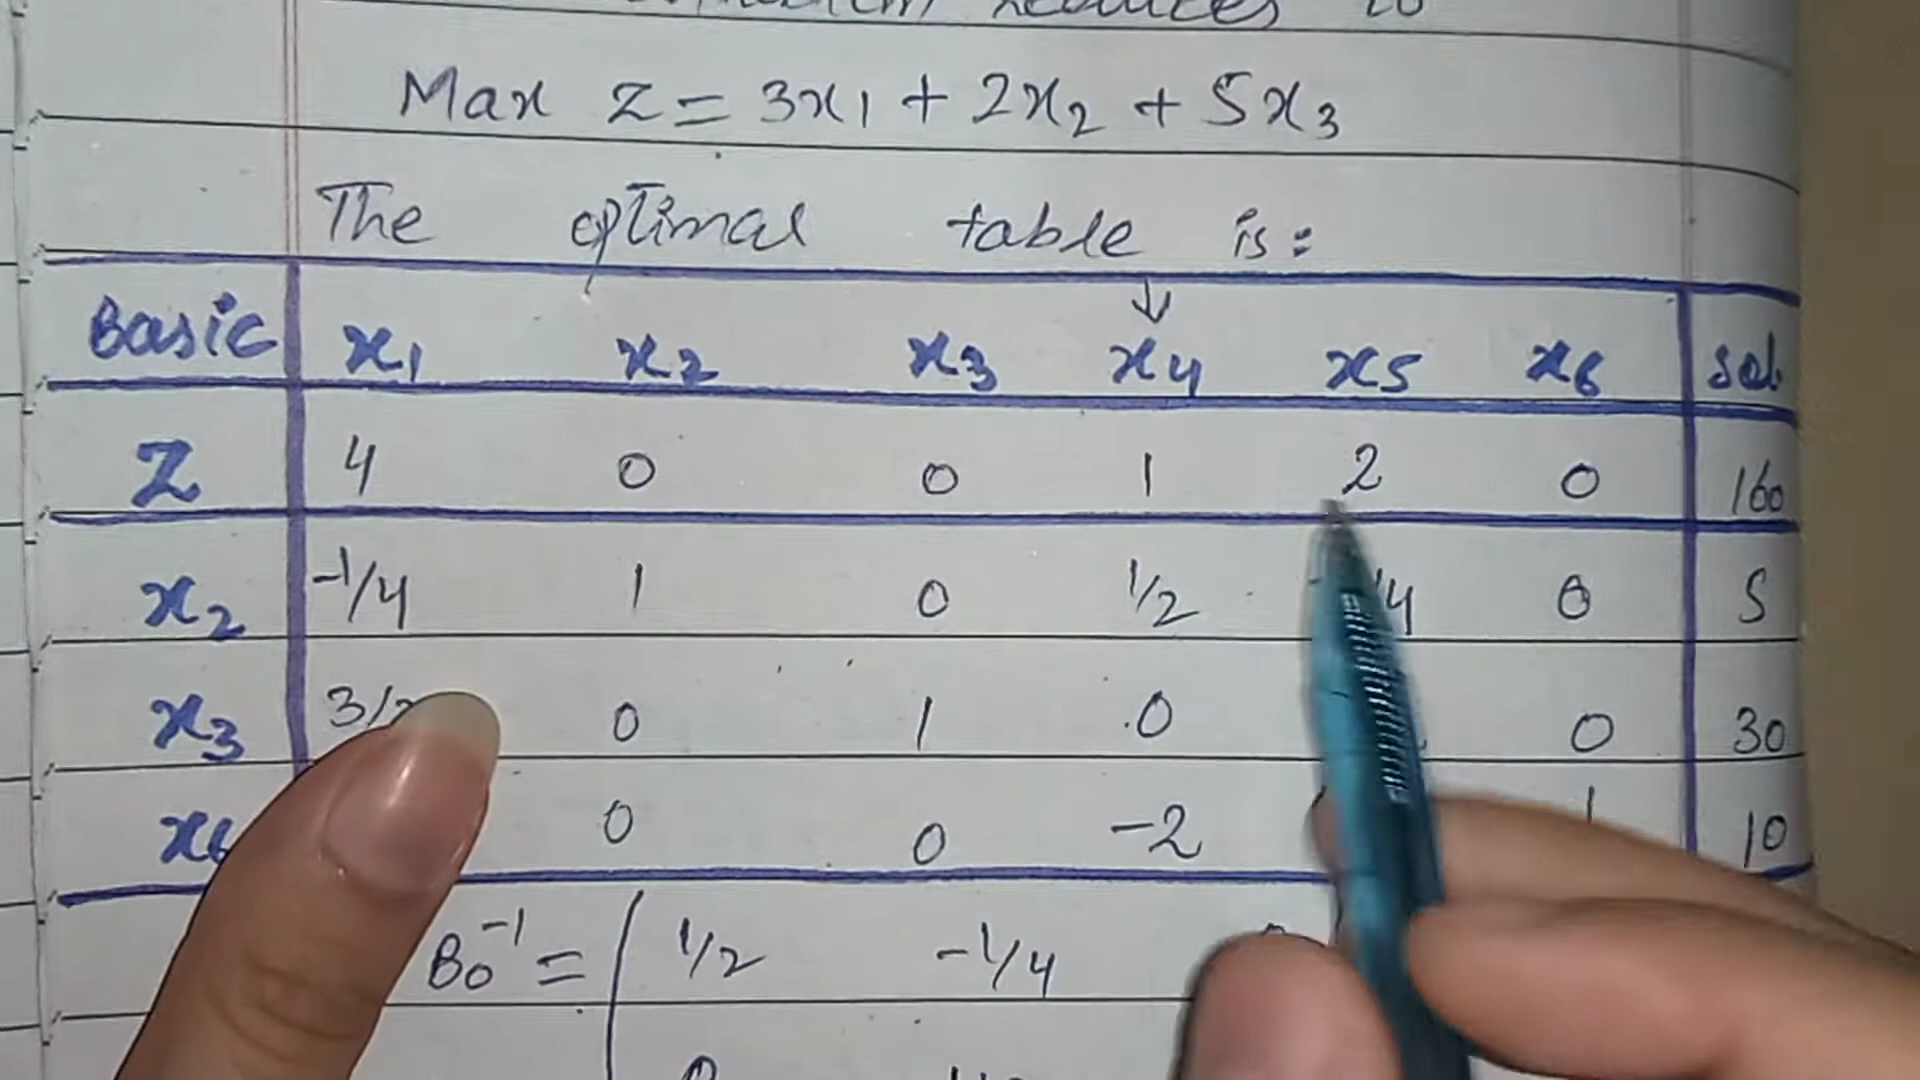 Max Z = 3x1 + 2x2 + 5x3
The optimal table is:
Basic x1 x2 x3 x4 x5 x6 sol
Z 4 0 0 1 2 0 160
x2 -1/4 1 0 1/2 0 5
x3 0 1 0 0 30
0 0 -2 1 10
B0^-1 = ( 1/2 -1/4